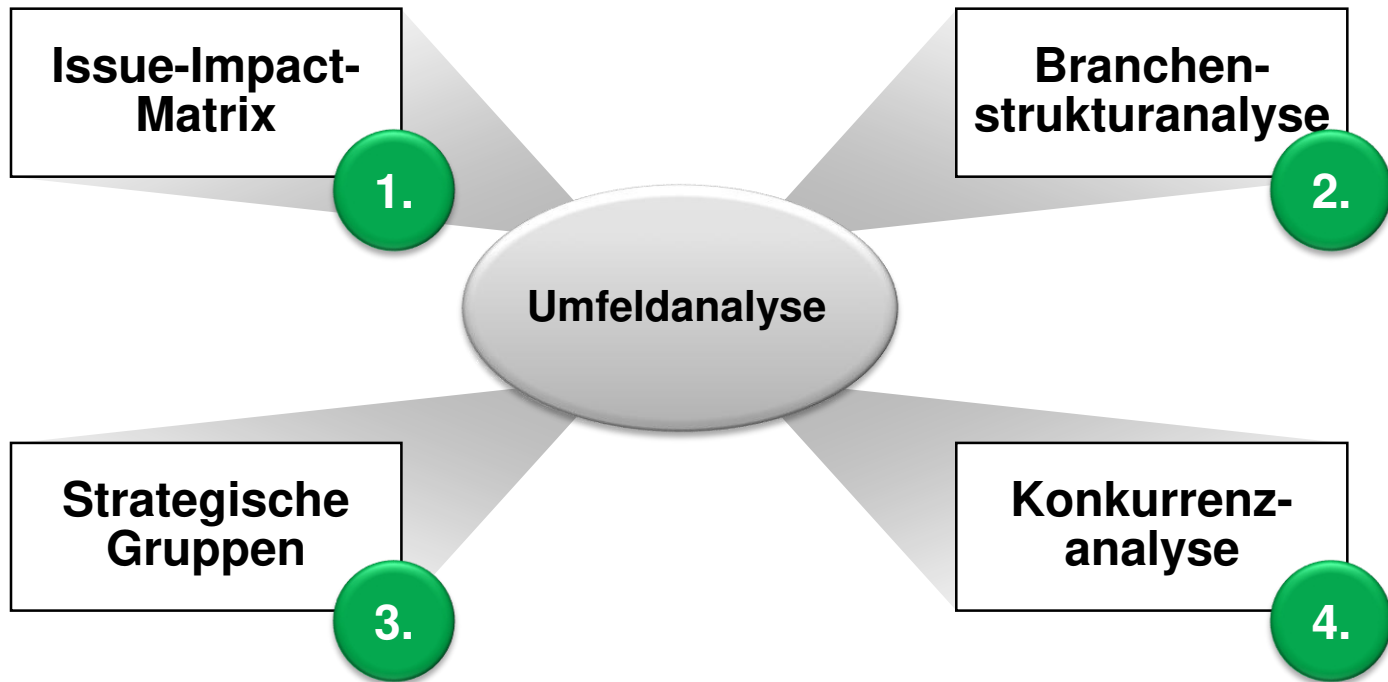 Issue-Impact-
Matrix
1.
Branchen-
strukturanalyse
2.
Umfeldanalyse
Strategische
Gruppen
3.
Konkurrenz-
analyse
4.